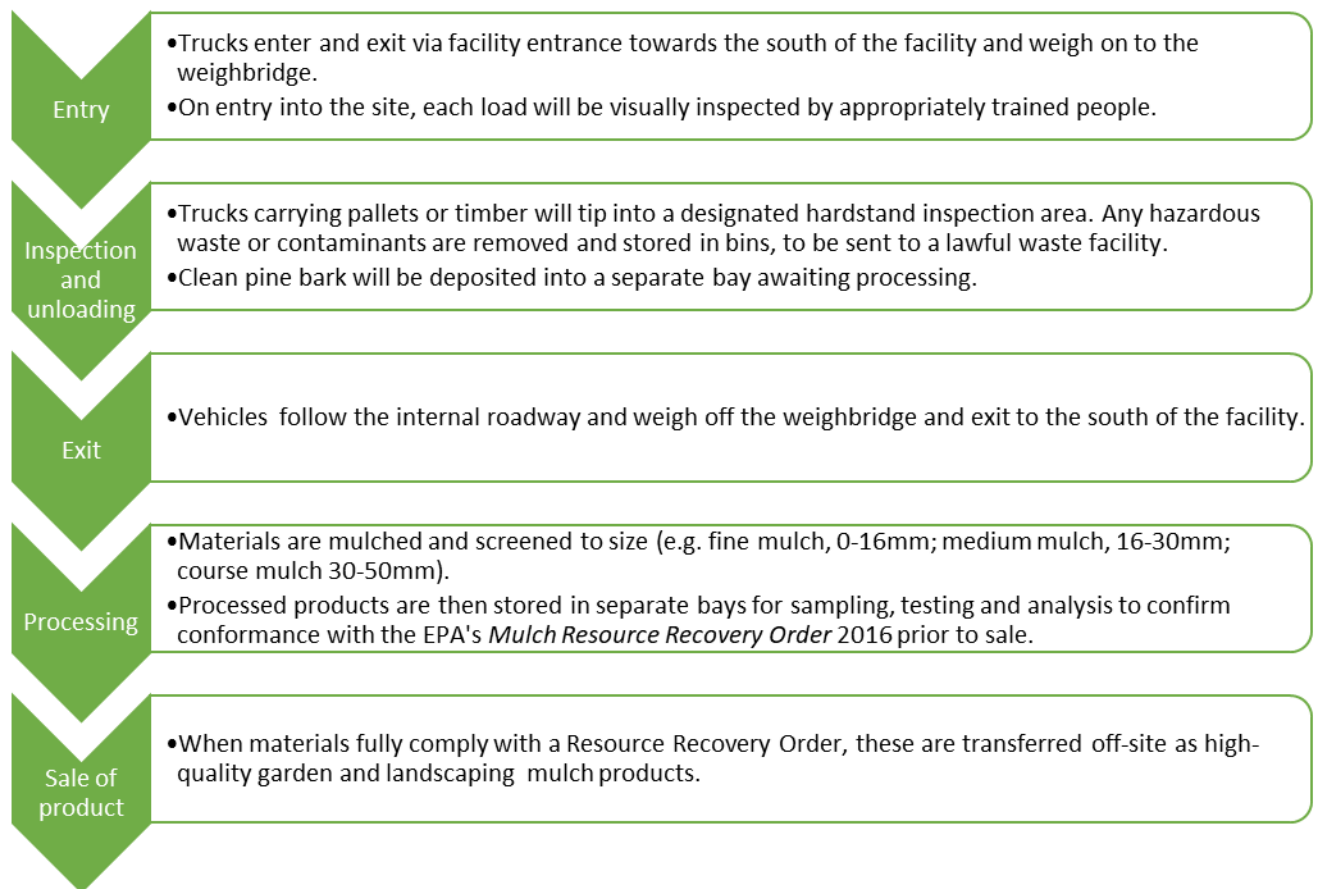 Entry
•Trucks enter and exit via facility entrance towards the south of the facility and weigh on to the
weighbridge.
•On entry into the site, each load will be visually inspected by appropriately trained people.
Inspection
and
unloading
•Trucks carrying pallets or timber will tip into a designated hardstand inspection area. Any hazardous
waste or contaminants are removed and stored in bins, to be sent to a lawful waste facility.
•Clean pine bark will be deposited into a separate bay awaiting processing.
Exit
•Vehicles follow the internal roadway and weigh off the weighbridge and exit to the south of the facility.
Processing
•Materials are mulched and screened to size (e.g. fine mulch, 0-16mm; medium mulch, 16-30mm;
course mulch 30-50mm).
•Processed products are then stored in separate bays for sampling, testing and analysis to confirm
conformance with the EPA's Mulch Resource Recovery Order 2016 prior to sale.
Sale of
product
•When materials fully comply with a Resource Recovery Order, these are transferred off-site as high-
quality garden and landscaping mulch products.